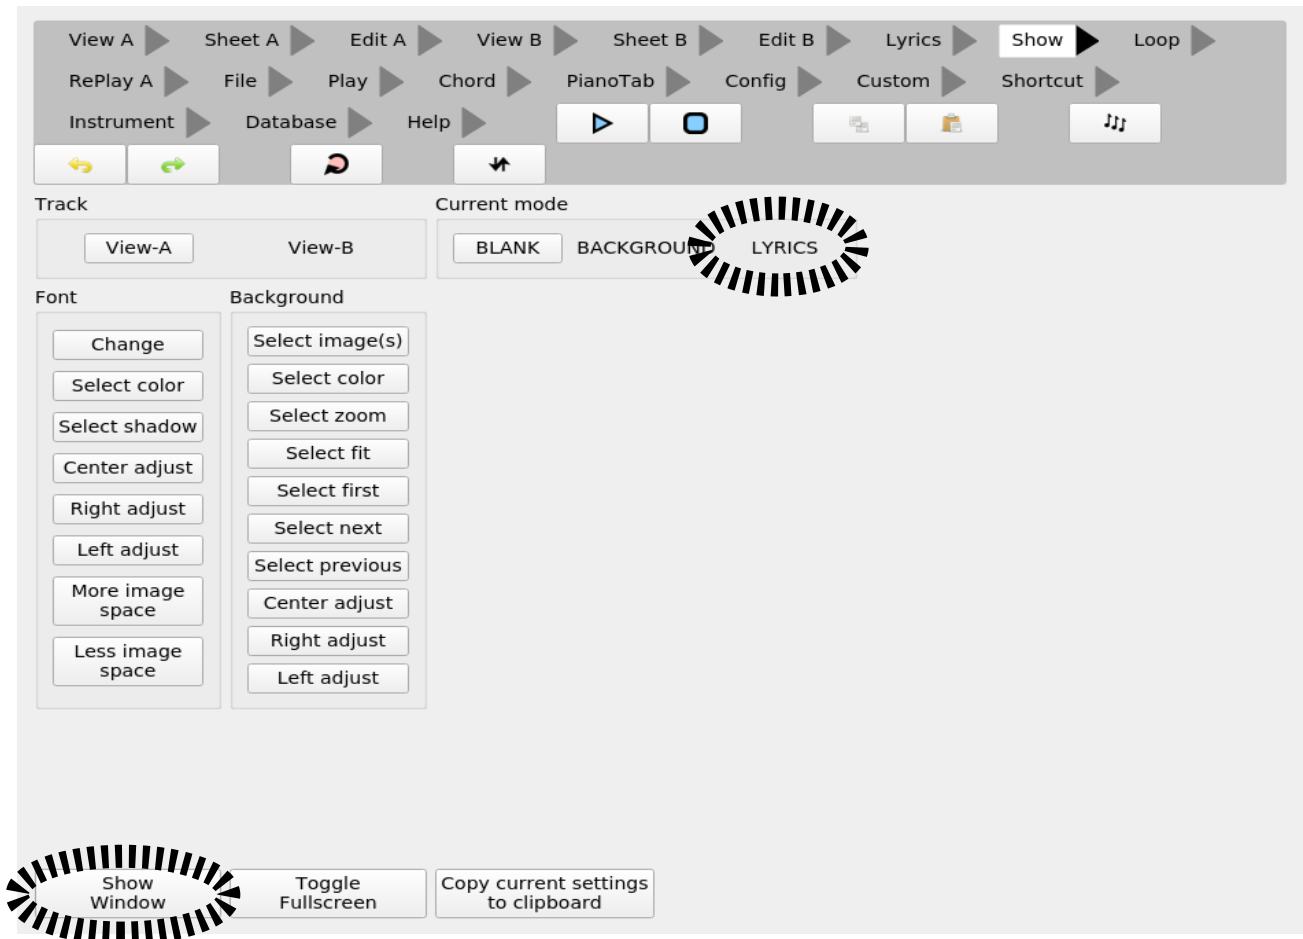 View A Sheet A Edit A View B Sheet B Edit B Lyrics Show Loop
RePlay A File Play Chord PianoTab Config Custom Shortcut
Instrument Database Help
Track
View-A View-B
Current mode
BLANK BACKGROUND LYRICS
Font
Change
Select color
Select shadow
Center adjust
Right adjust
Left adjust
More image
space
Less image
space
Background
Select image(s)
Select color
Select zoom
Select fit
Select first
Select next
Select previous
Center adjust
Right adjust
Left adjust
Show
Window
Toggle
Fullscreen
Copy current settings
to clipboard